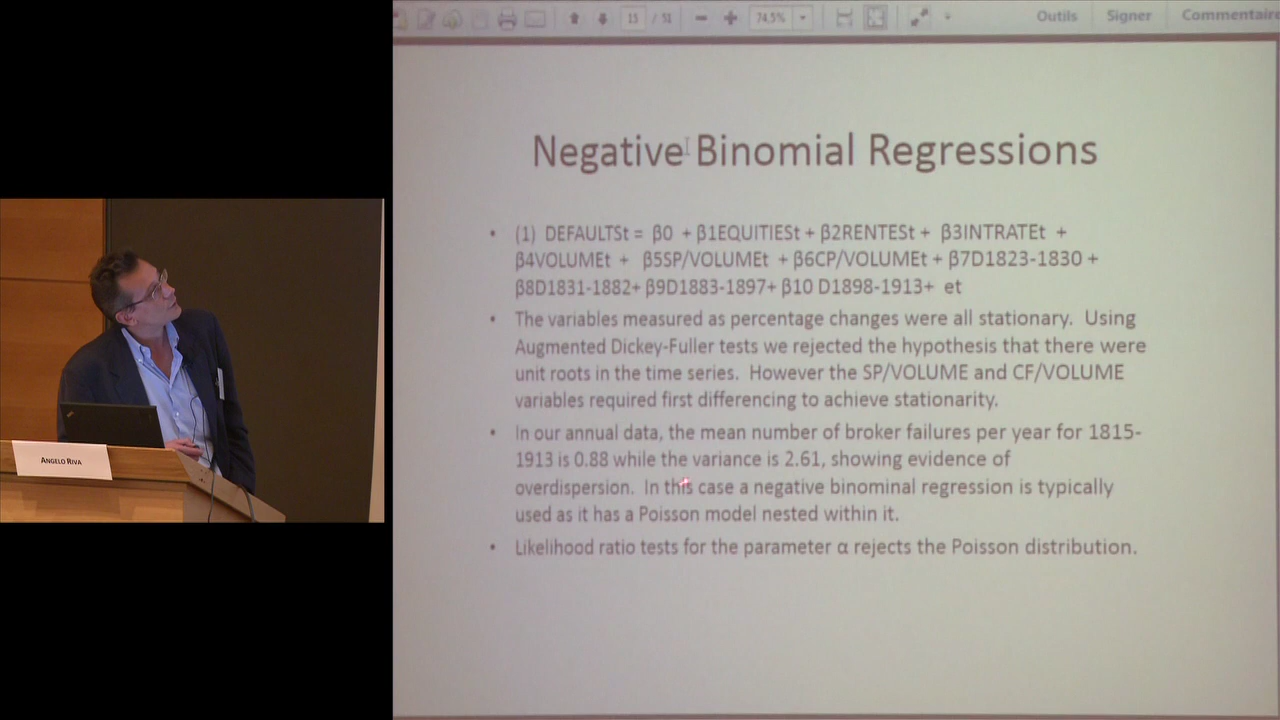 15 / 51
74,5%
Outils
Signer
Commentaire
Negative Binomial Regressions
• (1) DEFAULTSt = β0 + β1EQUITIESt + β2RENTESt + β3INTRATEt +
β4VOLUMEt + β5SP/VOLUMEt + β6CP/VOLUMEt + β7D1823-1830 +
β8D1831-1882+ β9D1883-1897+ β10 D1898-1913+ et
• The variables measured as percentage changes were all stationary. Using
Augmented Dickey-Fuller tests we rejected the hypothesis that there were
unit roots in the time series. However the SP/VOLUME and CF/VOLUME
variables required first differencing to achieve stationarity.
• In our annual data, the mean number of broker failures per year for 1815-
1913 is 0.88 while the variance is 2.61, showing evidence of
overdispersion. In this case a negative binominal regression is typically
used as it has a Poisson model nested within it.
• Likelihood ratio tests for the parameter α rejects the Poisson distribution.
ANGELO RIVA